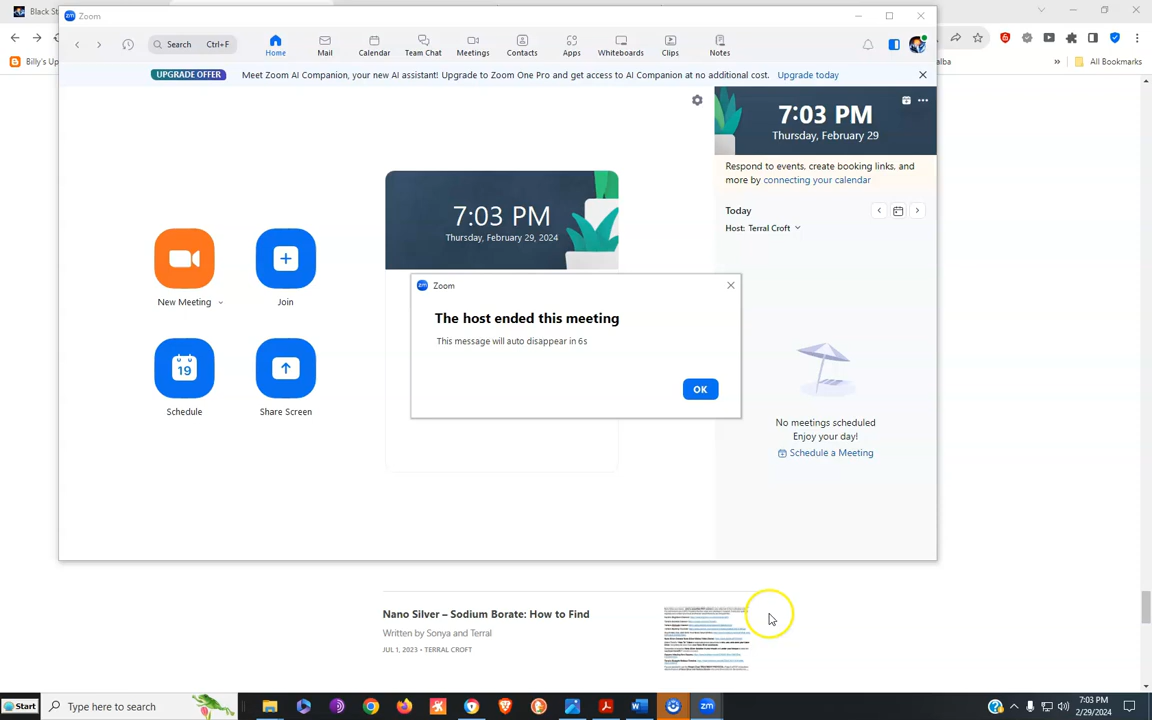 Black St
zm Zoom
Search Ctrl+F
Home
Mail
Calendar
Team Chat
Meetings
Contacts
Apps
Whiteboards
Clips
Notes
Billy's Up
alba
»
All Bookmarks
UPGRADE OFFER Meet Zoom AI Companion, your new AI assistant! Upgrade to Zoom One Pro and get access to AI Companion at no additional cost. Upgrade today
7:03 PM
Thursday, February 29
Respond to events, create booking links, and
more by connecting your calendar
Today
Host: Terral Croft
7:03 PM
Thursday, February 29, 2024
New Meeting
Join
19
Schedule
Share Screen
zm Zoom
The host ended this meeting
This message will auto disappear in 6s
OK
No meetings scheduled
Enjoy your day!
Schedule a Meeting
Nano Silver – Sodium Borate: How to Find
Written by Sonya and Terral
JUL 1, 2023 • TERRAL CROFT
Start
Type here to search
zm
7:03 PM
2/29/2024